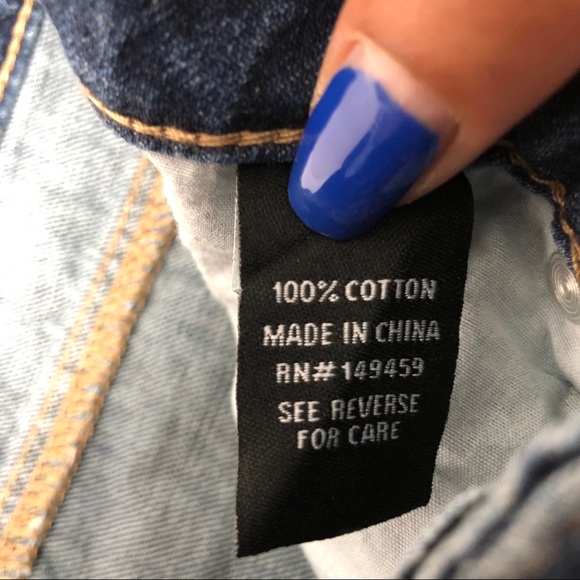 100% COTTON
MADE IN CHINA
RN# 149459
SEE REVERSE
FOR CARE